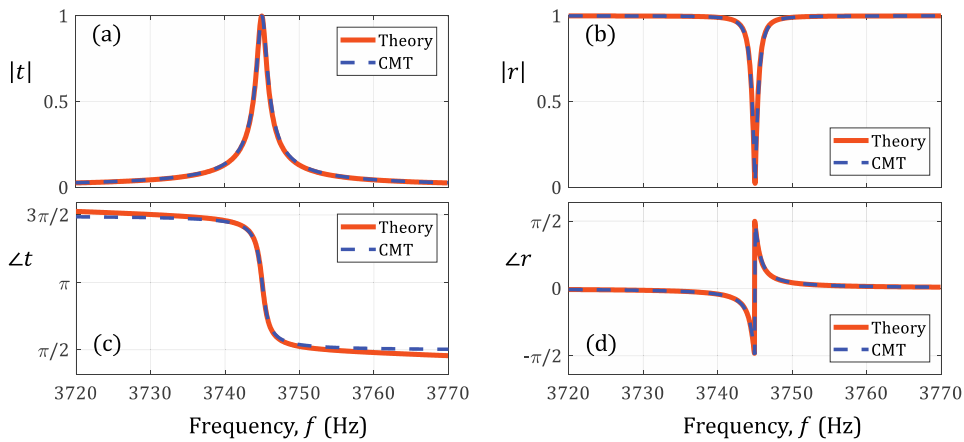 (a)
Theory
CMT
|t|
1
0.5
0
(b)
Theory
CMT
|r|
1
0.5
0
(c)
Theory
CMT
∠t
3π/2
π
π/2
3720 3730 3740 3750 3760 3770
Frequency, f (Hz)
(d)
Theory
CMT
∠r
π/2
0
-π/2
3720 3730 3740 3750 3760 3770
Frequency, f (Hz)